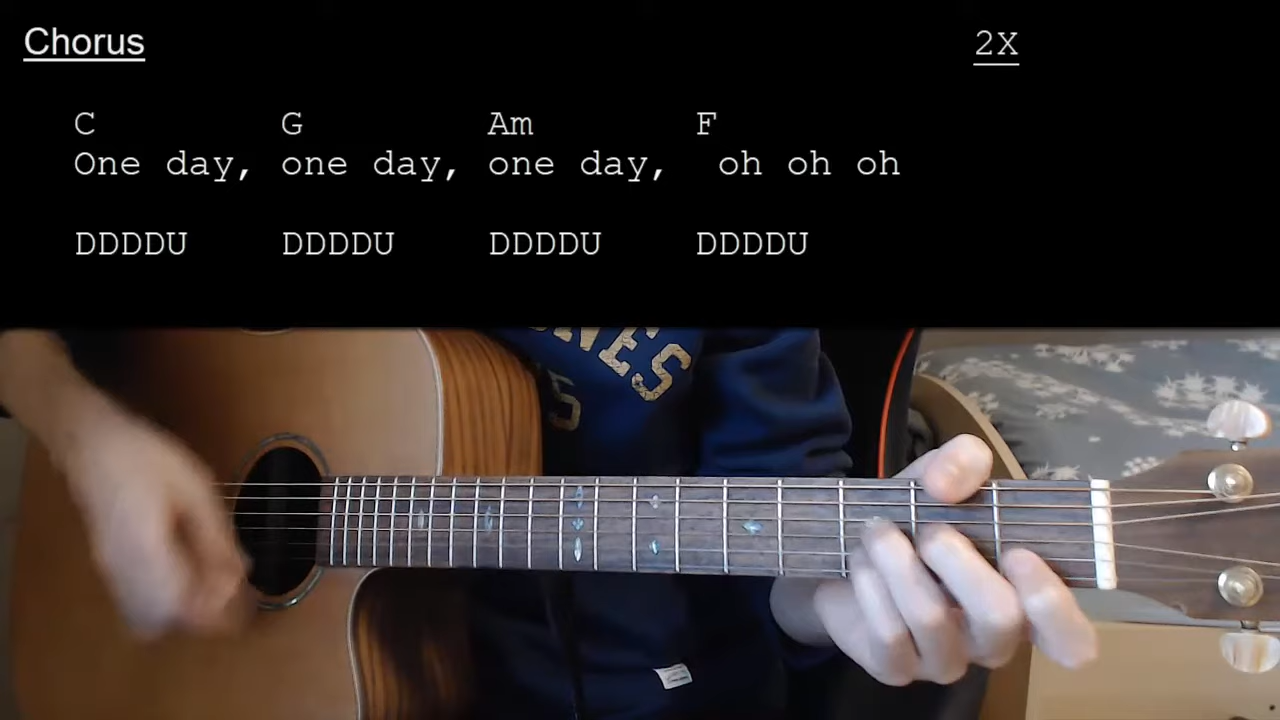 Chorus 2X
C G Am F
One day, one day, one day, oh oh oh
DDDDU DDDDU DDDDU DDDDU